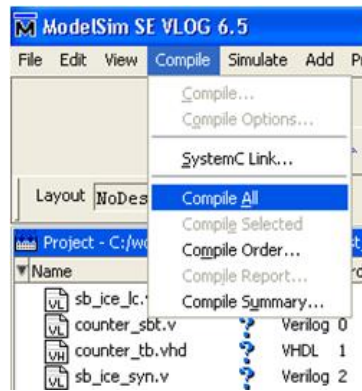 ModelSim SE VLOG 6.5
File Edit View Compile Simulate Add
Compile...
Compile Options...
SystemC Link...
Layout NoDes
Compile All
Compile Selected
Project - C:/wo
Compile Order...
Name
Compile Report...
Compile Summary...
sb_ice_lc.
counter_sbt.v ? Verilog 0
counter_tb.vhd ? VHDL 1
sb_ice_syn.v ? Verilog 2